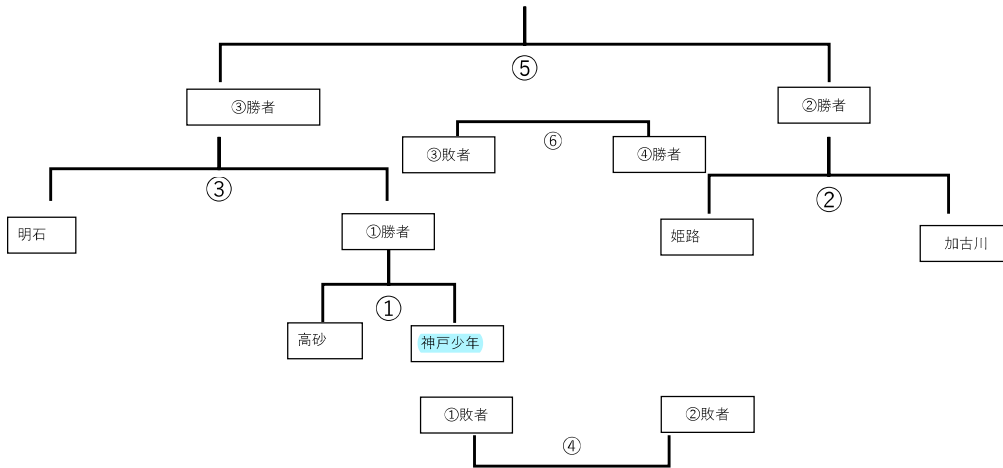 ⑤
③勝者
②勝者
⑥
③敗者
④勝者
③
②
明石
①勝者
姫路
加古川
①
高砂
神戸少年
①敗者
②敗者
④